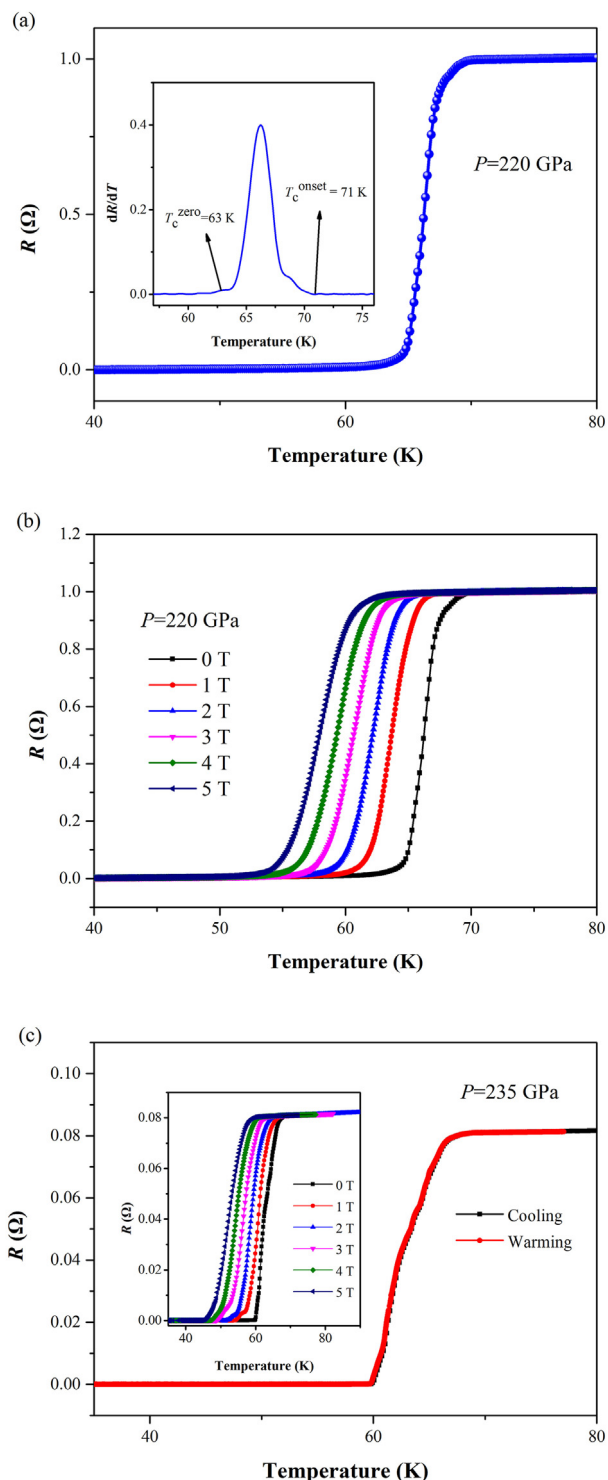 (a)
1.0
0.5
0.0
R (Ω)
40
60
80
Temperature (K)
P=220 GPa
0.4
0.2
0.0
dR/dT
T_c^zero=63 K
T_c^onset = 71 K
60
65
70
75
Temperature (K)
(b)
1.2
1.0
0.8
0.6
0.4
0.2
0.0
R (Ω)
P=220 GPa
0 T
1 T
2 T
3 T
4 T
5 T
40
50
60
70
80
Temperature (K)
(c)
0.10
0.08
0.06
0.04
0.02
0.00
R (Ω)
P=235 GPa
0.08
0.06
0.04
0.02
0.00
R (Ω)
0 T
1 T
2 T
3 T
4 T
5 T
40
60
80
Temperature (K)
Cooling
Warming
40
60
80
Temperature (K)